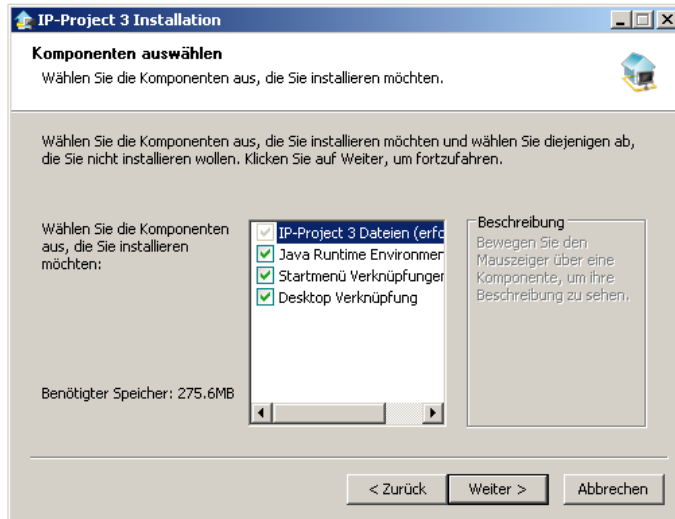 IP-Project 3 Installation
Komponenten auswählen
Wählen Sie die Komponenten aus, die Sie installieren möchten.
Wählen Sie die Komponenten aus, die Sie installieren möchten und wählen Sie diejenigen ab,
die Sie nicht installieren wollen. Klicken Sie auf Weiter, um fortzufahren.
Wählen Sie die Komponenten
aus, die Sie installieren
möchten:
IP-Project 3 Dateien (erfo
Java Runtime Environmen
Startmenü Verknüpfungen
Desktop Verknüpfung
Beschreibung
Bewegen Sie den
Mauszeiger über eine
Komponente, um ihre
Beschreibung zu sehen.
Benötigter Speicher: 275.6MB
< Zurück
Weiter >
Abbrechen